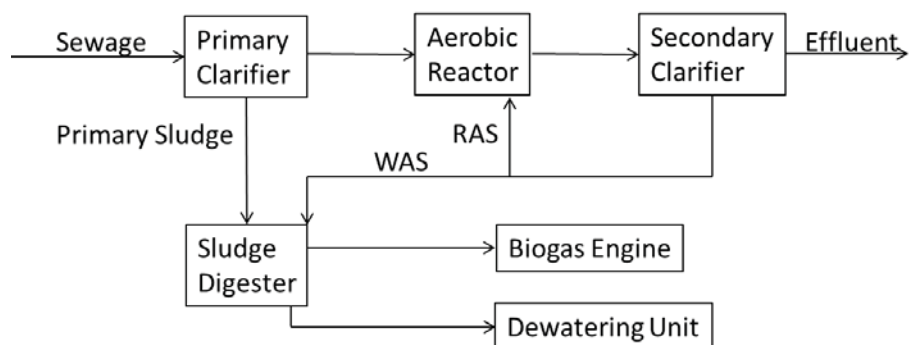 Sewage
Primary
Clarifier
Aerobic
Reactor
Secondary
Clarifier
Effluent
Primary Sludge
RAS
WAS
Sludge
Digester
Biogas Engine
Dewatering Unit